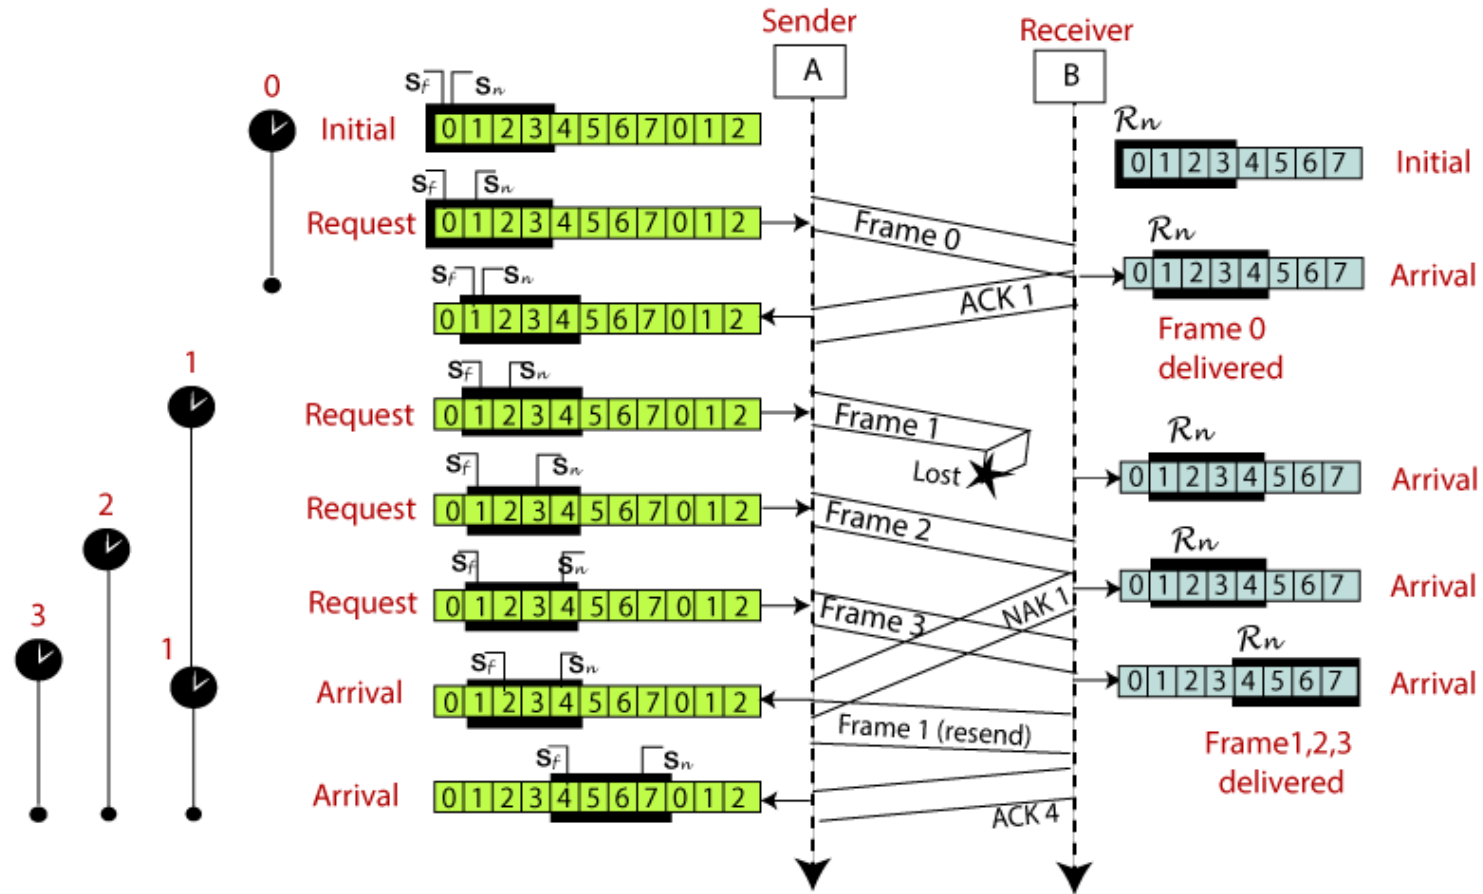 Sender
Receiver
A
B
0
Sf Sn
Initial
0 1 2 3 4 5 6 7 0 1 2
Rn
0 1 2 3 4 5 6 7
Initial
Sf Sn
Request
0 1 2 3 4 5 6 7 0 1 2
Frame 0
Rn
0 1 2 3 4 5 6 7
Arrival
Sf Sn
0 1 2 3 4 5 6 7 0 1 2
ACK 1
Frame 0
delivered
1
Sf Sn
Request
0 1 2 3 4 5 6 7 0 1 2
Frame 1
Lost
Rn
0 1 2 3 4 5 6 7
Arrival
2
Sf Sn
Request
0 1 2 3 4 5 6 7 0 1 2
Frame 2
Rn
0 1 2 3 4 5 6 7
Arrival
3
Sf Sn
Request
0 1 2 3 4 5 6 7 0 1 2
Frame 3
NAK 1
Rn
0 1 2 3 4 5 6 7
Arrival
1
Sf Sn
Arrival
0 1 2 3 4 5 6 7 0 1 2
Frame 1 (resend)
Frame1,2,3
delivered
Sf Sn
Arrival
0 1 2 3 4 5 6 7 0 1 2
ACK 4